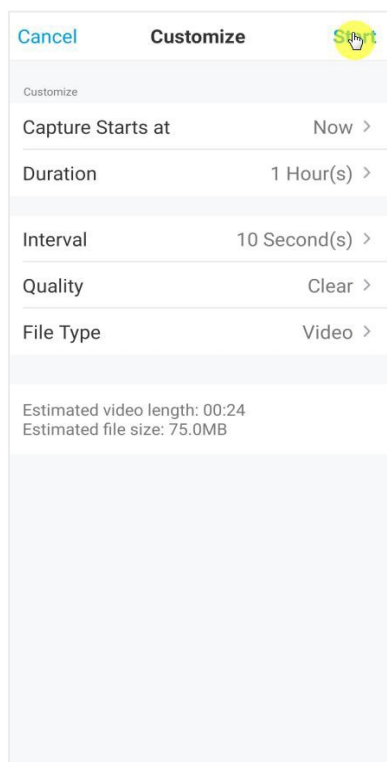 Cancel Customize Start
Customize
Capture Starts at Now
Duration 1 Hour(s)
Interval 10 Second(s)
Quality Clear
File Type Video
Estimated video length: 00:24
Estimated file size: 75.0MB